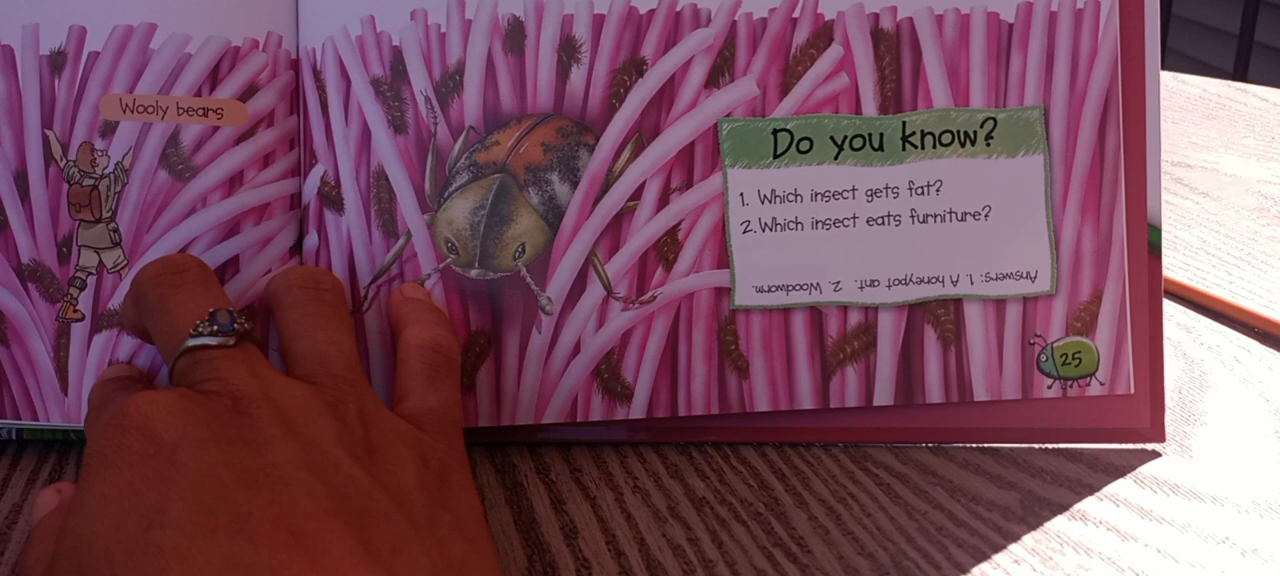 Wooly bears
Do you know?
1. Which insect gets fat?
2. Which insect eats furniture?
Answers: 1. A honeypot ant. 2. Woodworm.
25